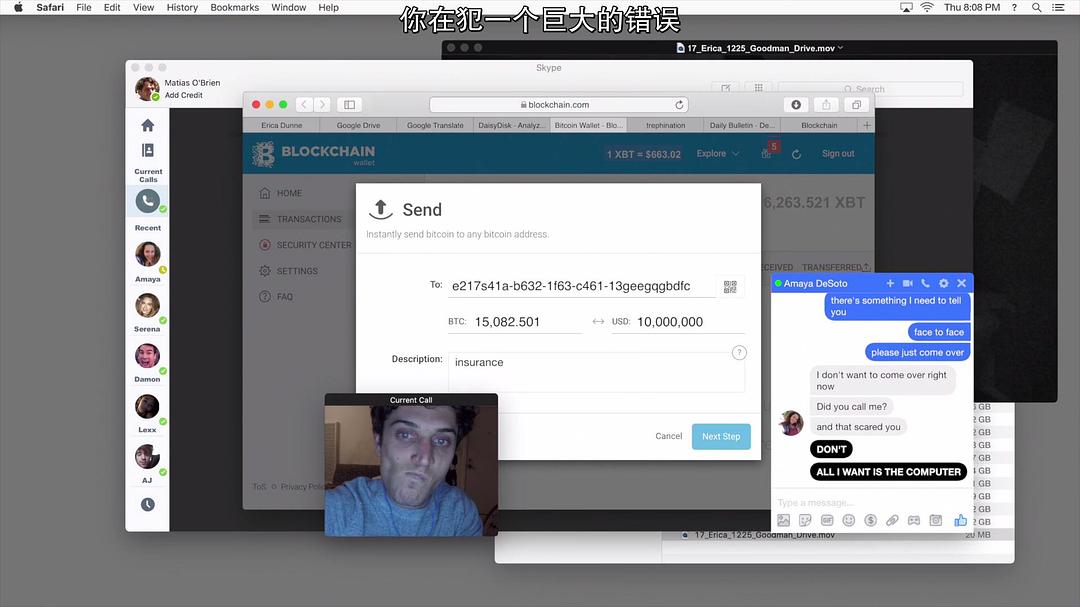 Safari File Edit View History Bookmarks Window Help
Thu 8:08 PM
你在犯一个巨大的错误
17_Erica_1225_Goodman_Drive.mov
Skype
Matias O'Brien
Add Credit
Search
blockchain.com
Erica Dunne
Google Drive
Google Translate
DaisyDisk - Analyz...
Bitcoin Wallet - Blo...
trephination
Daily Bulletin - De...
Blockchain
BLOCKCHAIN
wallet
1 XBT = $663.02
Explore
5
Sign out
Current
Calls
Recent
Amaya
Serena
Damon
Lexx
AJ
HOME
TRANSACTIONS
SECURITY CENTER
SETTINGS
FAQ
6,263.521 XBT
TRANSFERRED
Send
Instantly send bitcoin to any bitcoin address.
To: e217s41a-b632-1f63-c461-13geegqgbdfc
BTC: 15,082.501 USD: 10,000,000
Description: insurance
?
Cancel
Next Step
Current Call
ToS
Amaya DeSoto
there's something I need to tell
you
face to face
please just come over
I don't want to come over right
now
Did you call me?
and that scared you
DON'T
ALL I WANT IS THE COMPUTER
Type a message...
GIF
GB
GB
GB
GB
GB
GB
GB
GB
17_Erica_1225_Goodman_Drive.mov
20 MB